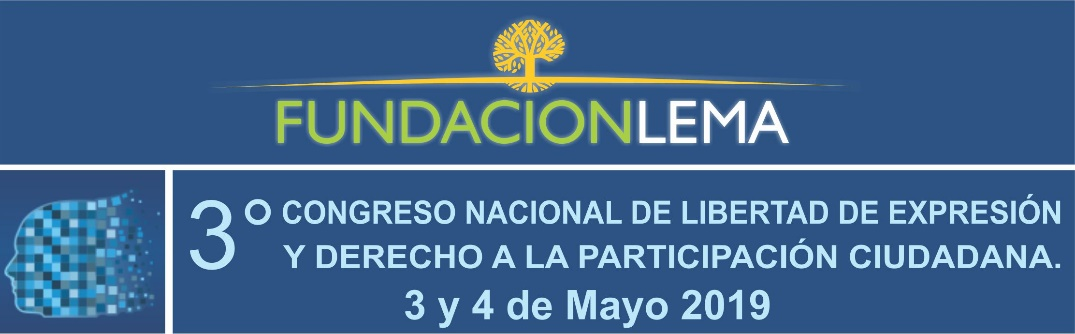 FUNDACIONLEMA
3° CONGRESO NACIONAL DE LIBERTAD DE EXPRESIÓN
Y DERECHO A LA PARTICIPACIÓN CIUDADANA.
3 y 4 de Mayo 2019